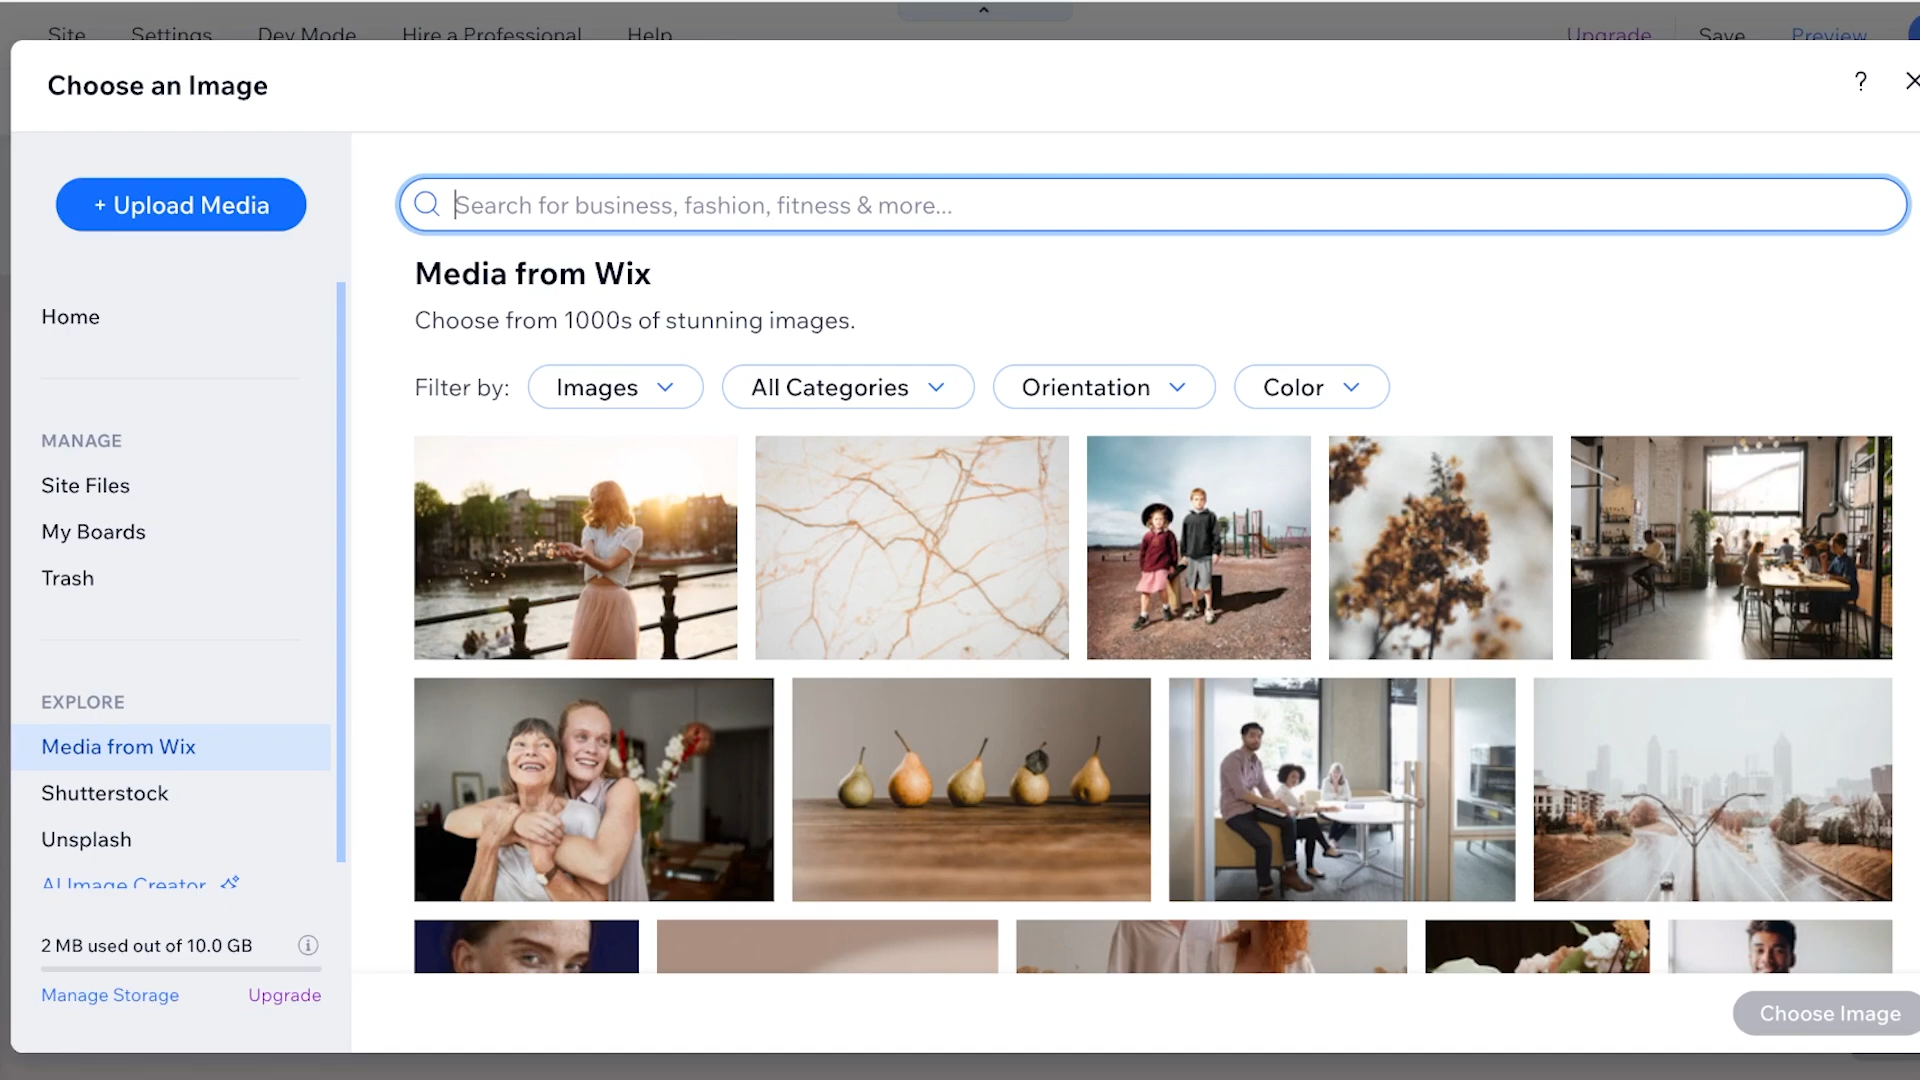 Site Settings Dev Mode Hire a Professional Help Upgrade Save Preview
Choose an Image ?
+ Upload Media
Search for business, fashion, fitness & more...
Media from Wix
Choose from 1000s of stunning images.
Filter by: Images All Categories Orientation Color
Home
MANAGE
Site Files
My Boards
Trash
EXPLORE
Media from Wix
Shutterstock
Unsplash
AI Image Creator
2 MB used out of 10.0 GB
Manage Storage Upgrade
Choose Image